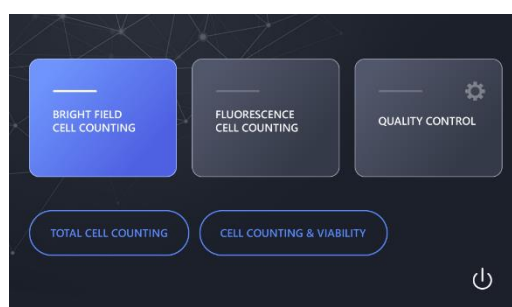 BRIGHT FIELD
CELL COUNTING
FLUORESCENCE
CELL COUNTING
QUALITY CONTROL
TOTAL CELL COUNTING
CELL COUNTING & VIABILITY